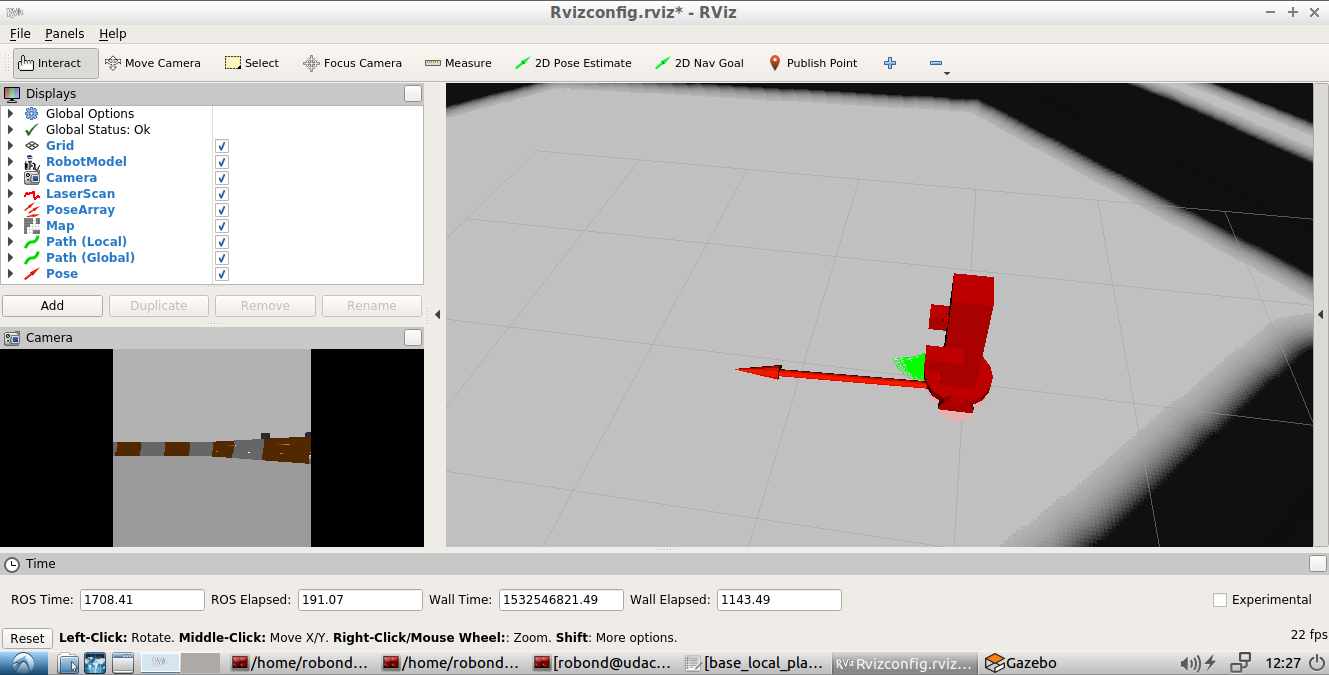 RViz
Rvizconfig.rviz* - RViz
File Panels Help
Interact Move Camera Select Focus Camera Measure 2D Pose Estimate 2D Nav Goal Publish Point
Displays
Global Options
Global Status: Ok
Grid
RobotModel
Camera
LaserScan
PoseArray
Map
Path (Local)
Path (Global)
Pose
Add Duplicate Remove Rename
Camera
Time
ROS Time: 1708.41 ROS Elapsed: 191.07 Wall Time: 1532546821.49 Wall Elapsed: 1143.49 Experimental
Reset Left-Click: Rotate. Middle-Click: Move X/Y. Right-Click/Mouse Wheel:: Zoom. Shift: More options. 22 fps
RViz /home/robond... /home/robond... [robond@udac... [base_local_pla... RViz Rvizconfig.rviz... Gazebo 12:27